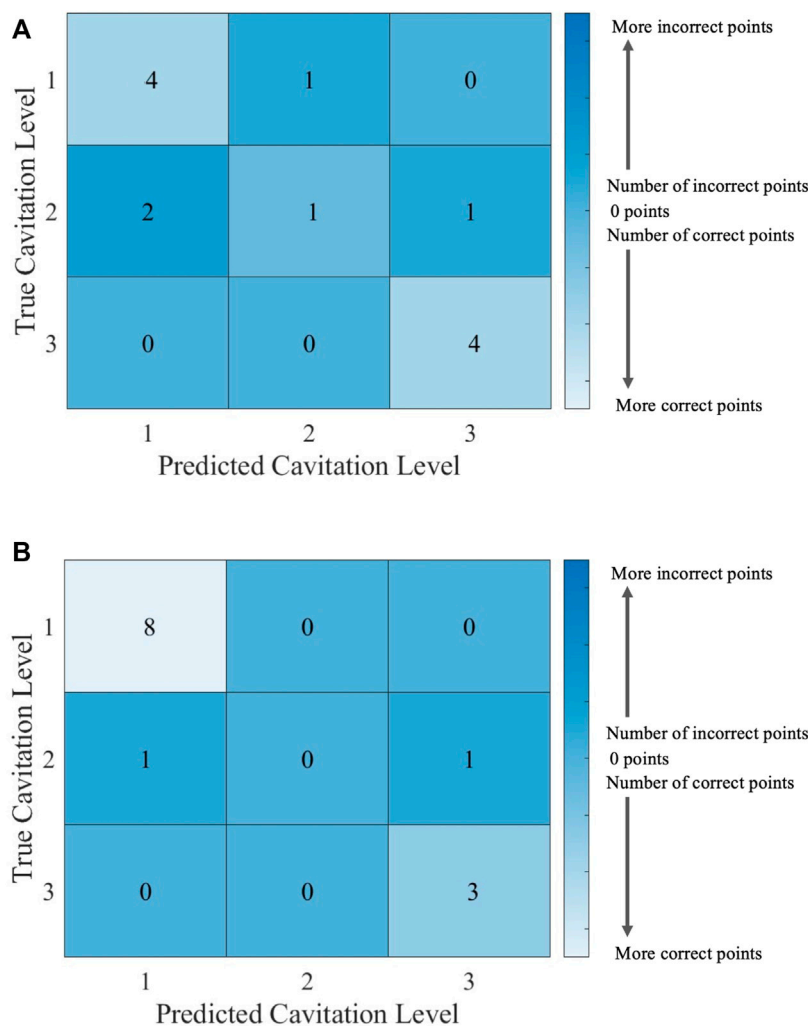 A
More incorrect points
1
4
1
0
True Cavitation Level
2
2
1
1
Number of incorrect points
0 points
Number of correct points
3
0
0
4
More correct points
1
2
3
Predicted Cavitation Level
B
More incorrect points
1
8
0
0
True Cavitation Level
2
1
0
1
Number of incorrect points
0 points
Number of correct points
3
0
0
3
More correct points
1
2
3
Predicted Cavitation Level